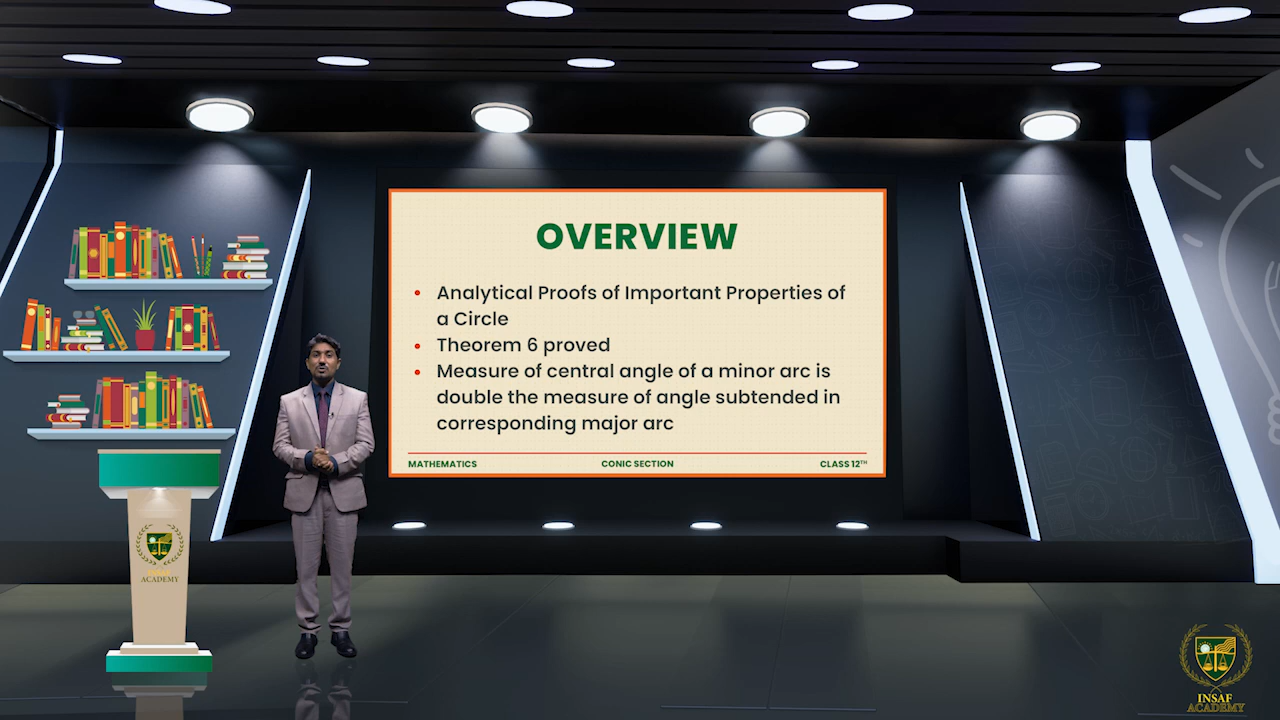 OVERVIEW
• Analytical Proofs of Important Properties of
a Circle
• Theorem 6 proved
• Measure of central angle of a minor arc is
double the measure of angle subtended in
corresponding major arc
MATHEMATICS CONIC SECTION CLASS 12TH
INSAF
ACADEMY
INSAF
ACADEMY